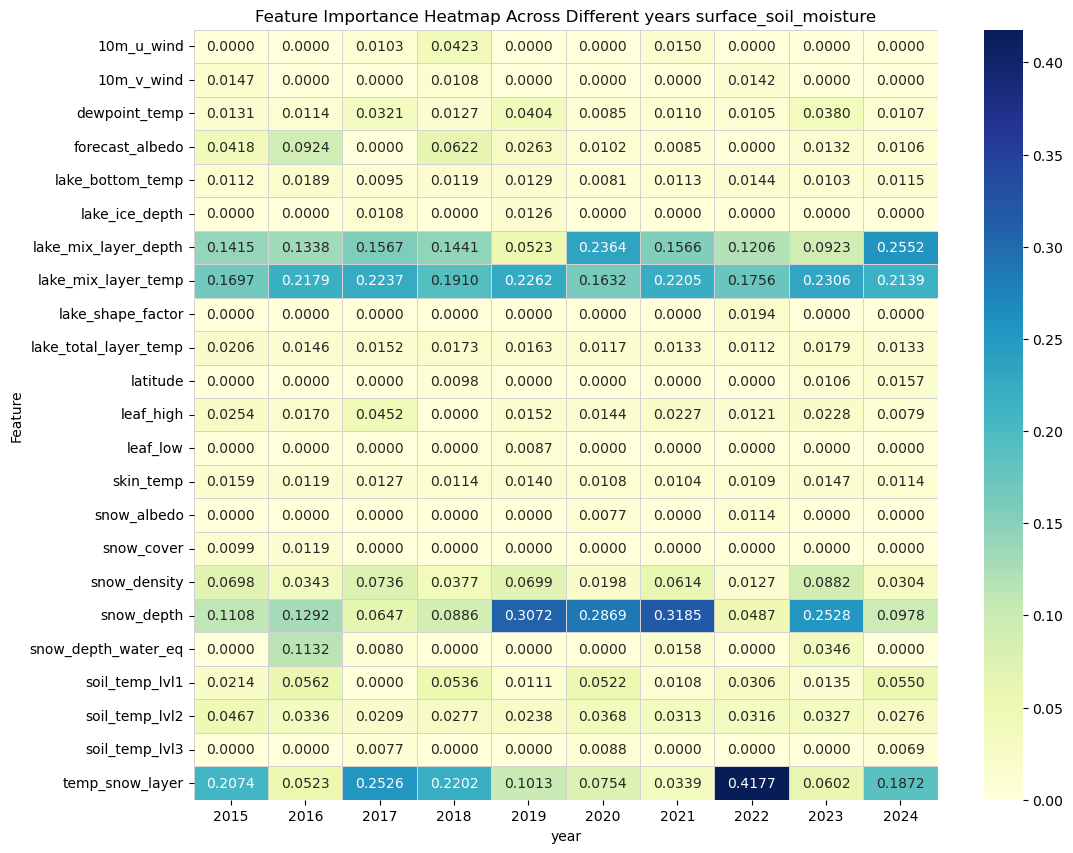 Feature Importance Heatmap Across Different years surface_soil_moisture
Feature
10m_u_wind 0.0000 0.0000 0.0103 0.0423 0.0000 0.0000 0.0150 0.0000 0.0000 0.0000
10m_v_wind 0.0147 0.0000 0.0000 0.0108 0.0000 0.0000 0.0000 0.0142 0.0000 0.0000
dewpoint_temp 0.0131 0.0114 0.0321 0.0127 0.0404 0.0085 0.0110 0.0105 0.0380 0.0107
forecast_albedo 0.0418 0.0924 0.0000 0.0622 0.0263 0.0102 0.0085 0.0000 0.0132 0.0106
lake_bottom_temp 0.0112 0.0189 0.0095 0.0119 0.0129 0.0081 0.0113 0.0144 0.0103 0.0115
lake_ice_depth 0.0000 0.0000 0.0108 0.0000 0.0126 0.0000 0.0000 0.0000 0.0000 0.0000
lake_mix_layer_depth 0.1415 0.1338 0.1567 0.1441 0.0523 0.2364 0.1566 0.1206 0.0923 0.2552
lake_mix_layer_temp 0.1697 0.2179 0.2237 0.1910 0.2262 0.1632 0.2205 0.1756 0.2306 0.2139
lake_shape_factor 0.0000 0.0000 0.0000 0.0000 0.0000 0.0000 0.0000 0.0194 0.0000 0.0000
lake_total_layer_temp 0.0206 0.0146 0.0152 0.0173 0.0163 0.0117 0.0133 0.0112 0.0179 0.0133
latitude 0.0000 0.0000 0.0000 0.0098 0.0000 0.0000 0.0000 0.0000 0.0106 0.0157
leaf_high 0.0254 0.0170 0.0452 0.0000 0.0152 0.0144 0.0227 0.0121 0.0228 0.0079
leaf_low 0.0000 0.0000 0.0000 0.0000 0.0087 0.0000 0.0000 0.0000 0.0000 0.0000
skin_temp 0.0159 0.0119 0.0127 0.0114 0.0140 0.0108 0.0104 0.0109 0.0147 0.0114
snow_albedo 0.0000 0.0000 0.0000 0.0000 0.0000 0.0077 0.0000 0.0114 0.0000 0.0000
snow_cover 0.0099 0.0119 0.0000 0.0000 0.0000 0.0000 0.0000 0.0000 0.0000 0.0000
snow_density 0.0698 0.0343 0.0736 0.0377 0.0699 0.0198 0.0614 0.0127 0.0882 0.0304
snow_depth 0.1108 0.1292 0.0647 0.0886 0.3072 0.2869 0.3185 0.0487 0.2528 0.0978
snow_depth_water_eq 0.0000 0.1132 0.0080 0.0000 0.0000 0.0000 0.0158 0.0000 0.0346 0.0000
soil_temp_lvl1 0.0214 0.0562 0.0000 0.0536 0.0111 0.0522 0.0108 0.0306 0.0135 0.0550
soil_temp_lvl2 0.0467 0.0336 0.0209 0.0277 0.0238 0.0368 0.0313 0.0316 0.0327 0.0276
soil_temp_lvl3 0.0000 0.0000 0.0077 0.0000 0.0000 0.0088 0.0000 0.0000 0.0000 0.0069
temp_snow_layer 0.2074 0.0523 0.2526 0.2202 0.1013 0.0754 0.0339 0.4177 0.0602 0.1872
2015 2016 2017 2018 2019 2020 2021 2022 2023 2024
year
0.40
0.35
0.30
0.25
0.20
0.15
0.10
0.05
0.00